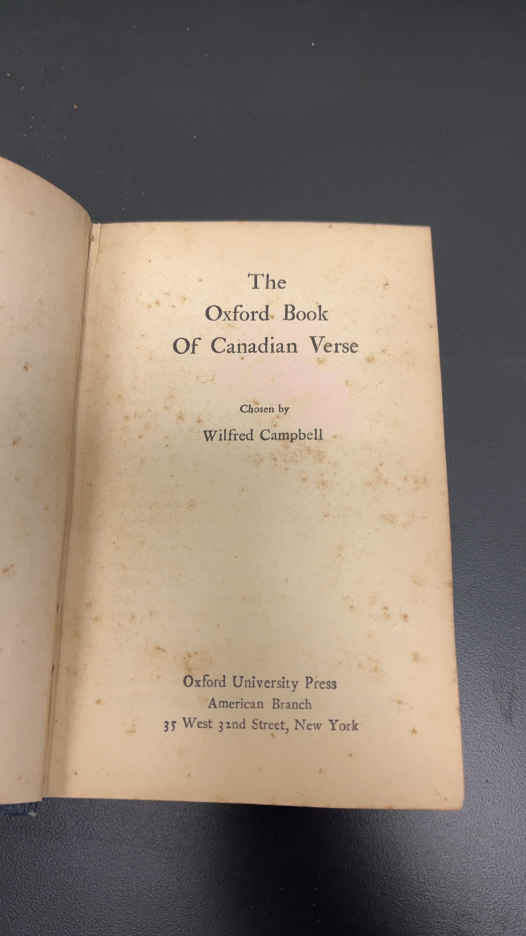 The
Oxford Book
Of Canadian Verse
Chosen by
Wilfred Campbell
Oxford University Press
American Branch
35 West 32nd Street, New York